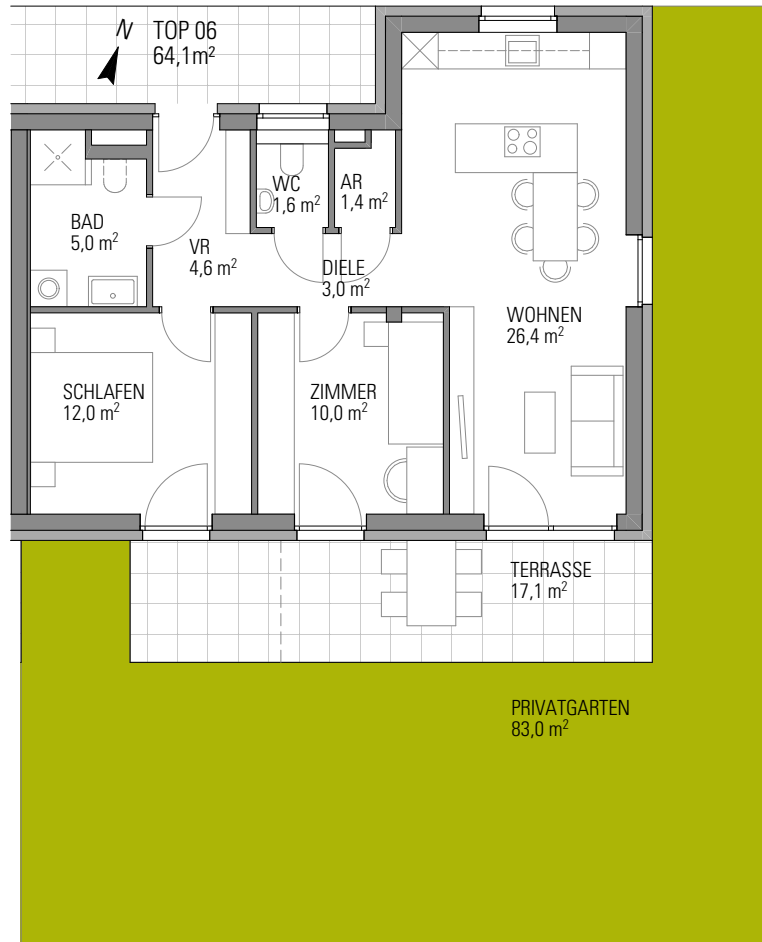 N
TOP 06
64,1m²
WC
1,6 m²
AR
1,4 m²
BAD
5,0 m²
VR
4,6 m²
DIELE
3,0 m²
WOHNEN
26,4 m²
SCHLAFEN
12,0 m²
ZIMMER
10,0 m²
TERRASSE
17,1 m²
PRIVATGARTEN
83,0 m²